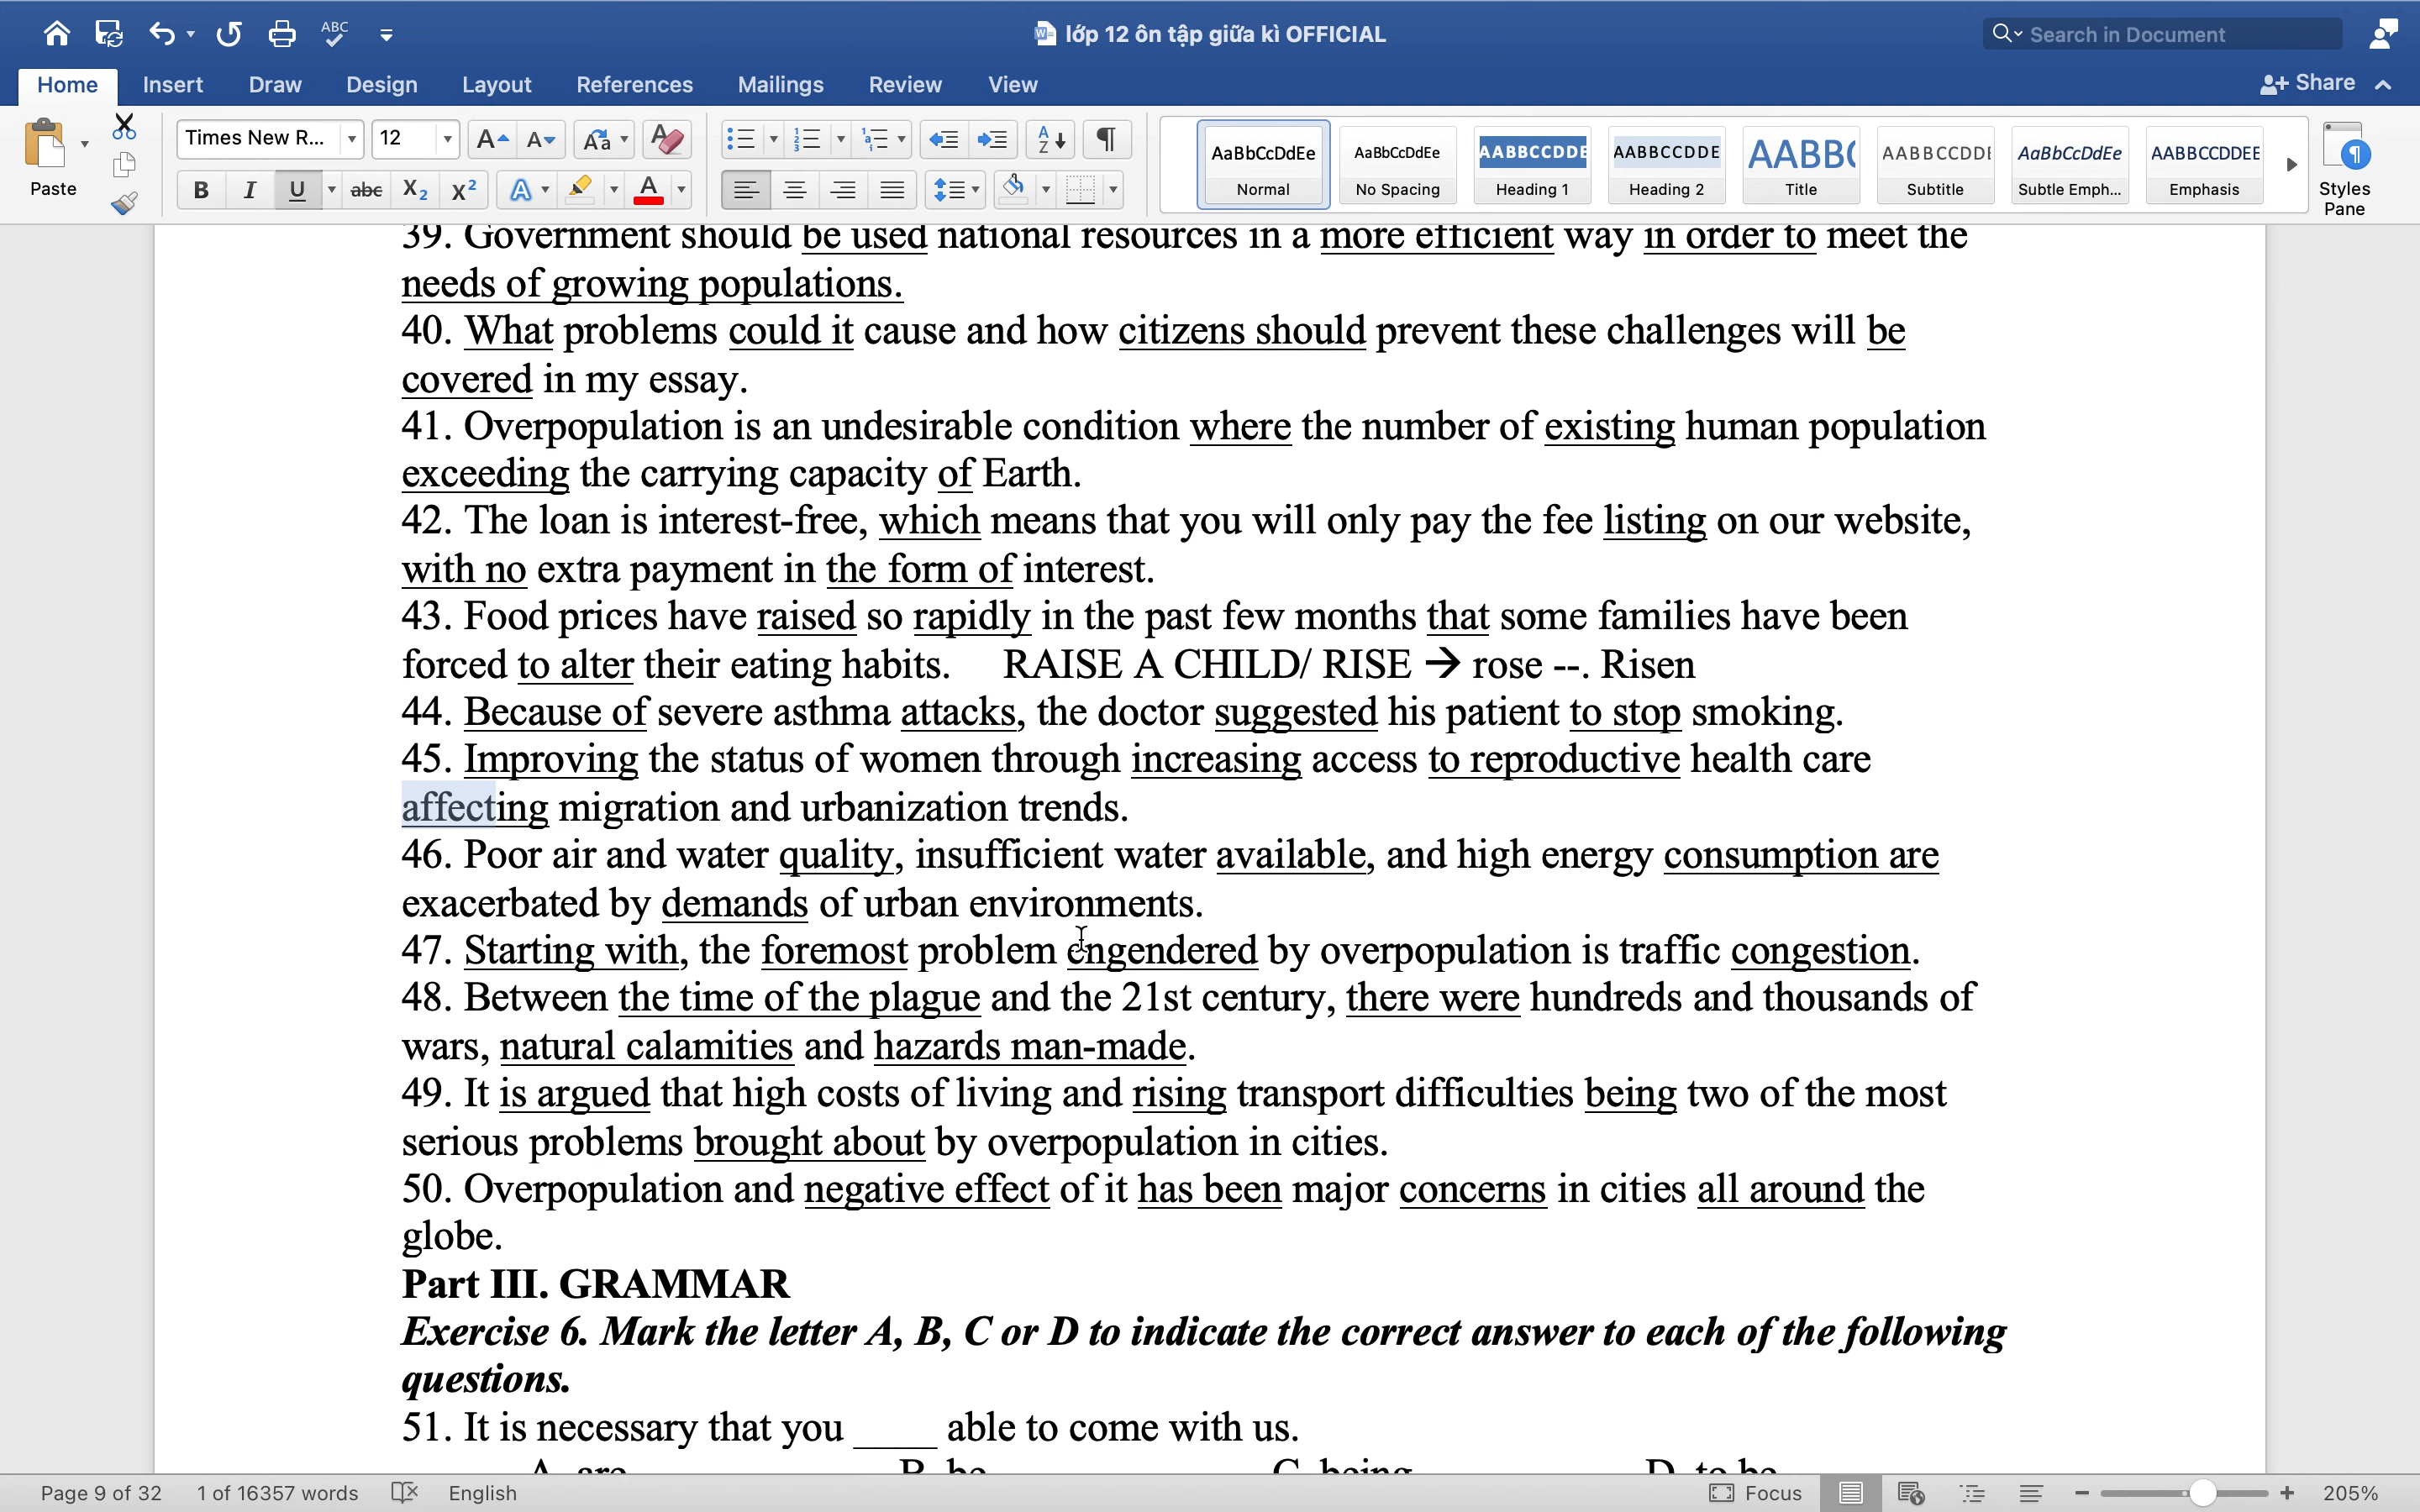 ABC
lớp 12 ôn tập giữa kì OFFICIAL
Search in Document
Home Insert Draw Design Layout References Mailings Review View Share
Paste
Times New R... 12
AaBbCcDdEe AaBbCcDdEe AABBCCDDE AABBCCDDE AABBC AABBCCDDE AaBbCcDdEe AABBCCDDEE
Normal No Spacing Heading 1 Heading 2 Title Subtitle Subtle Emph... Emphasis
Styles
Pane
39. Government should be used national resources in a more efficient way in order to meet the
needs of growing populations.
40. What problems could it cause and how citizens should prevent these challenges will be
covered in my essay.
41. Overpopulation is an undesirable condition where the number of existing human population
exceeding the carrying capacity of Earth.
42. The loan is interest-free, which means that you will only pay the fee listing on our website,
with no extra payment in the form of interest.
43. Food prices have raised so rapidly in the past few months that some families have been
forced to alter their eating habits. RAISE A CHILD/ RISE → rose --. Risen
44. Because of severe asthma attacks, the doctor suggested his patient to stop smoking.
45. Improving the status of women through increasing access to reproductive health care
affecting migration and urbanization trends.
46. Poor air and water quality, insufficient water available, and high energy consumption are
exacerbated by demands of urban environments.
47. Starting with, the foremost problem engendered by overpopulation is traffic congestion.
48. Between the time of the plague and the 21st century, there were hundreds and thousands of
wars, natural calamities and hazards man-made.
49. It is argued that high costs of living and rising transport difficulties being two of the most
serious problems brought about by overpopulation in cities.
50. Overpopulation and negative effect of it has been major concerns in cities all around the
globe.
Part III. GRAMMAR
Exercise 6. Mark the letter A, B, C or D to indicate the correct answer to each of the following
questions.
51. It is necessary that you ____ able to come with us.
A. are B. be C. being D. to be
Page 9 of 32 1 of 16357 words English Focus 205%